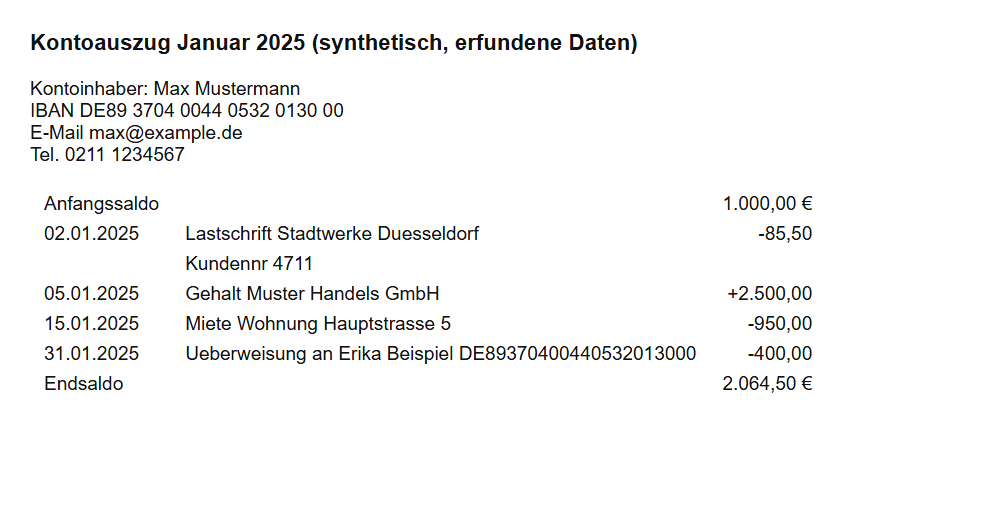 Kontoauszug Januar 2025 (synthetisch, erfundene Daten)
Kontoinhaber: Max Mustermann
IBAN DE89 3704 0044 0532 0130 00
E-Mail max@example.de
Tel. 0211 1234567
Anfangssaldo 1.000,00 €
02.01.2025 Lastschrift Stadtwerke Duesseldorf -85,50
Kundennr 4711
05.01.2025 Gehalt Muster Handels GmbH +2.500,00
15.01.2025 Miete Wohnung Hauptstrasse 5 -950,00
31.01.2025 Ueberweisung an Erika Beispiel DE89370400440532013000 -400,00
Endsaldo 2.064,50 €